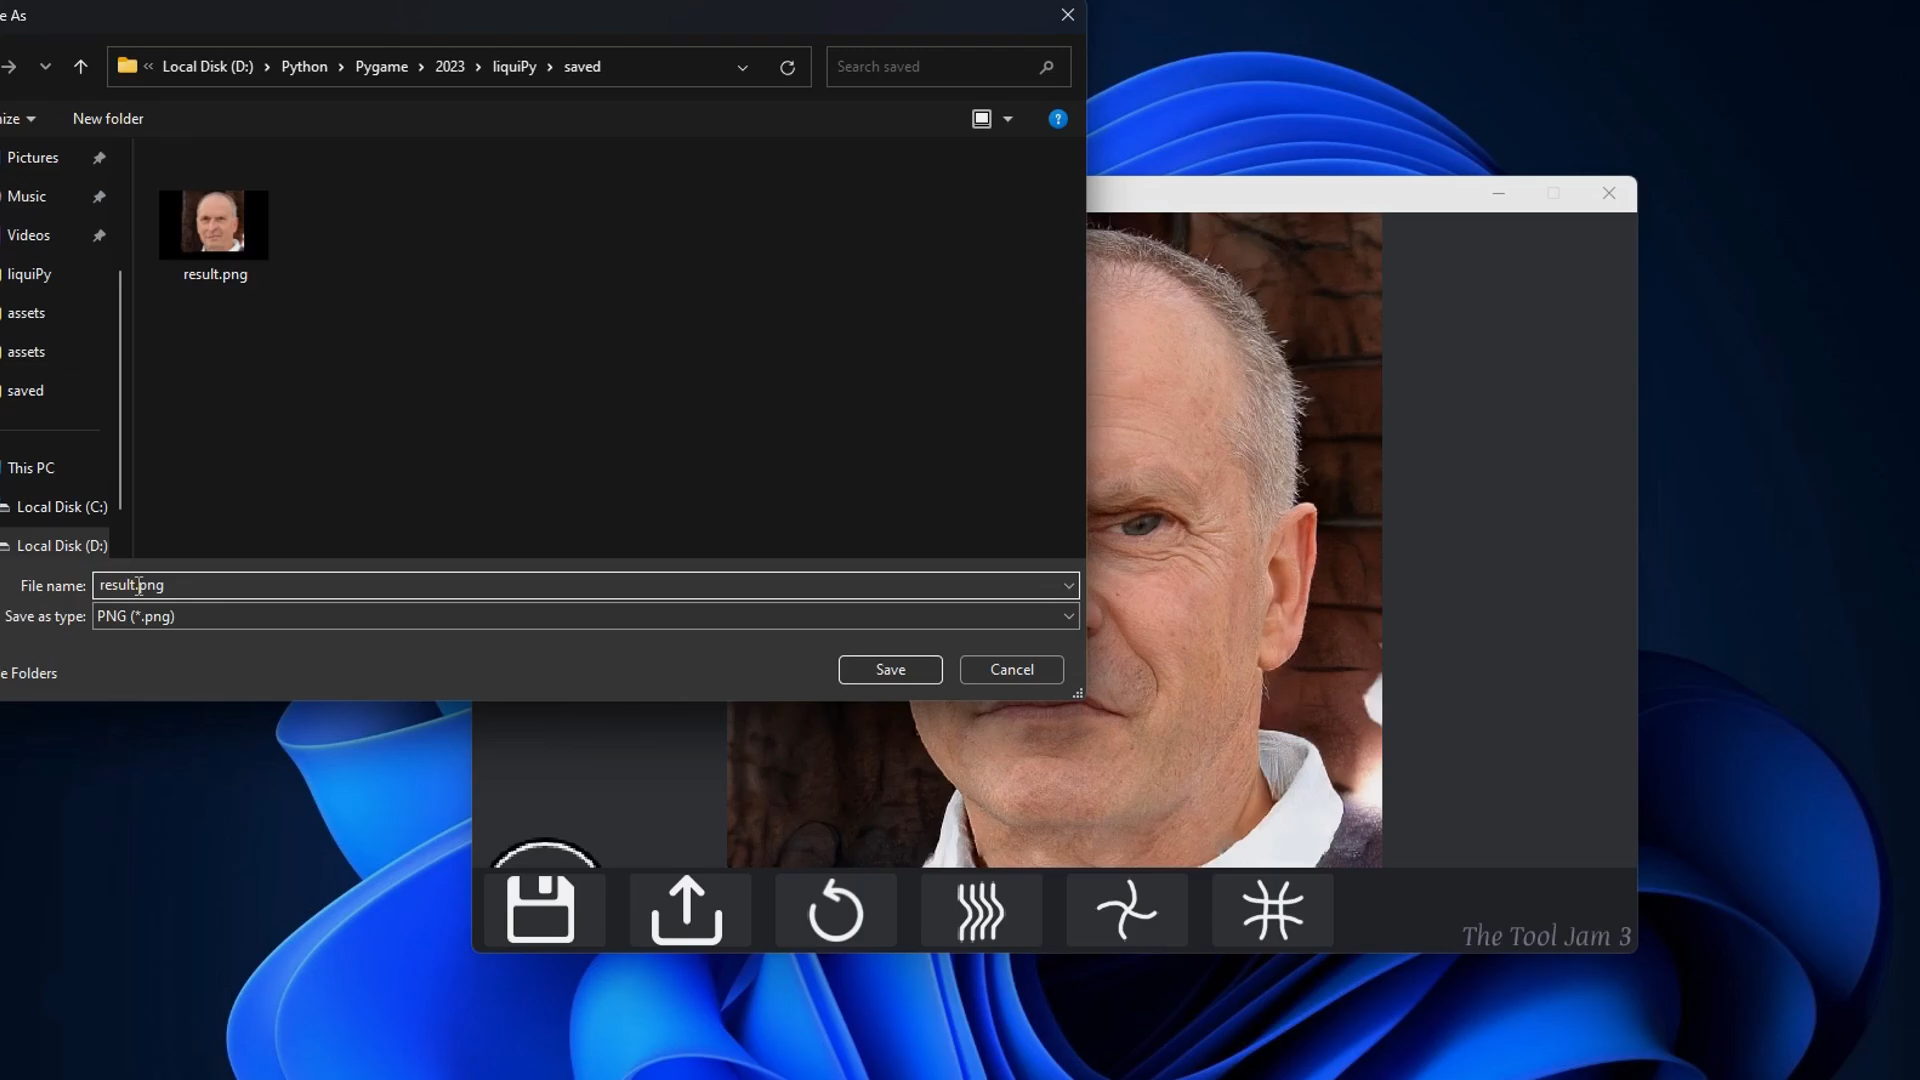 e As
« Local Disk (D:) › Python › Pygame › 2023 › liquiPy › saved
Search saved
nize
New folder
?
Pictures
Music
Videos
liquiPy
assets
assets
saved
This PC
Local Disk (C:)
Local Disk (D:)
result.png
File name: result.png
Save as type: PNG (*.png)
e Folders
Save
Cancel
The Tool Jam 3